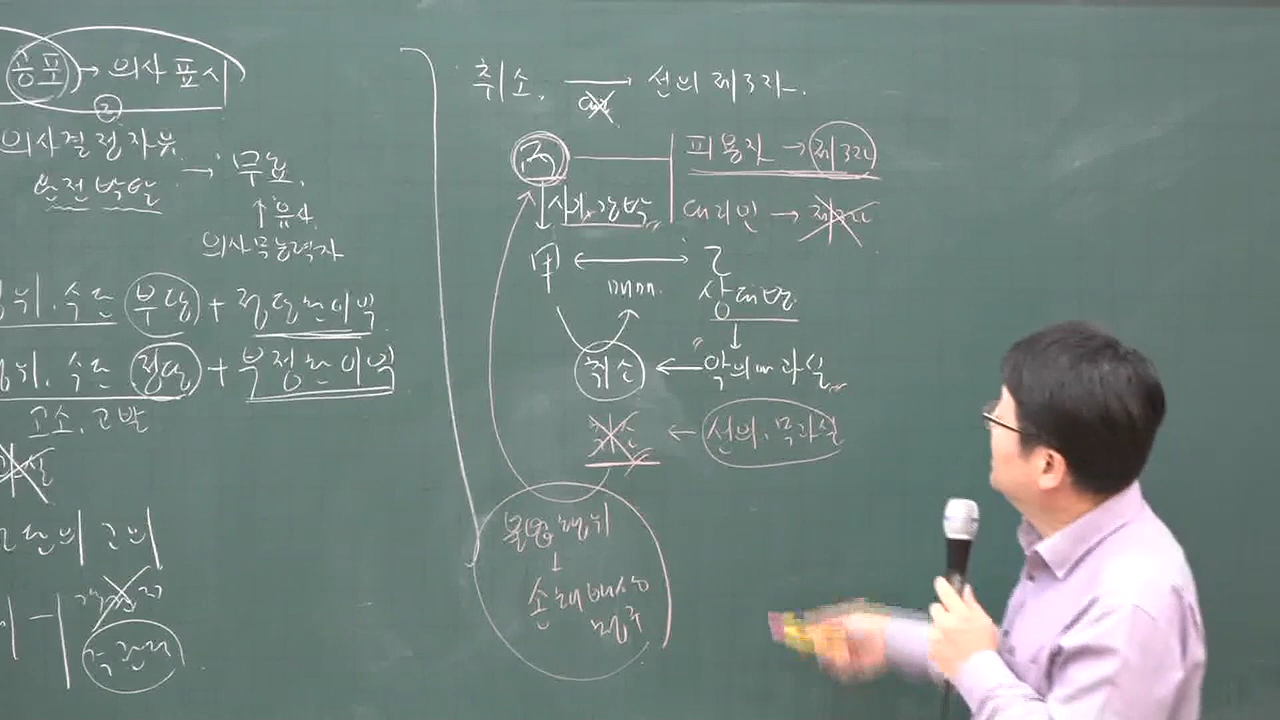 공포 → 의사표시
②
의사결정자유
완전박탈 → 무효.
↑ 유사
의사무능력자
위. 수단 부당 + 정당한이익
위. 수단 정당 + 부정한이익
고소. 고발
취소. → 선의 제3자.
丙 피용자 → 제3자
사기.강박 대리인 → 제3자
甲 ↔ 乙
매매. 상대방.
취소 ← 악의 과실
취소 ← 선의. 무과실
불법행위
↓
손해배상
청구